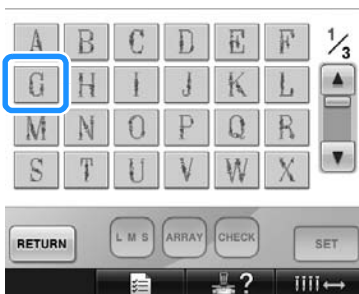 A B C D E F 1/3
G H I J K L
M N O P Q R
S T U V W X
RETURN L M S ARRAY CHECK SET
?